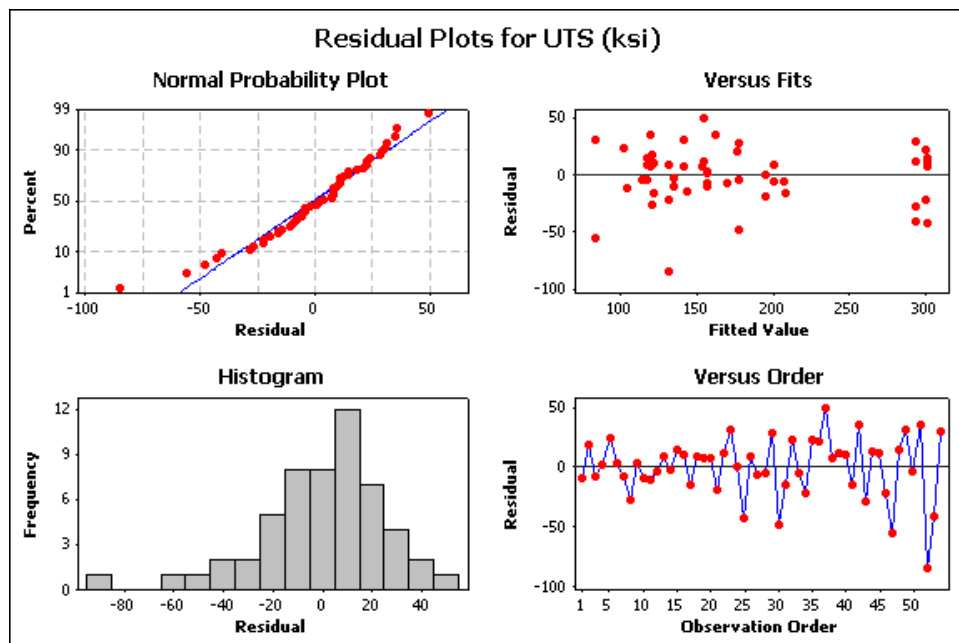 Residual Plots for UTS (ksi)
Normal Probability Plot
99
90
50
10
1
Percent
-100 -50 0 50
Residual
Versus Fits
50
0
-50
-100
Residual
100 150 200 250 300
Fitted Value
Histogram
12
9
6
3
0
Frequency
-80 -60 -40 -20 0 20 40
Residual
Versus Order
50
0
-50
-100
Residual
1 5 10 15 20 25 30 35 40 45 50
Observation Order